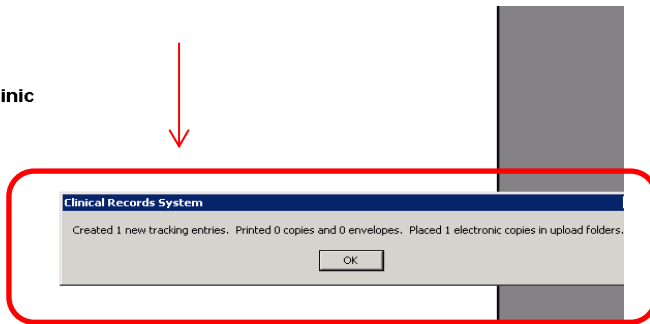 inic
Clinical Records System
Created 1 new tracking entries. Printed 0 copies and 0 envelopes. Placed 1 electronic copies in upload folders.
OK